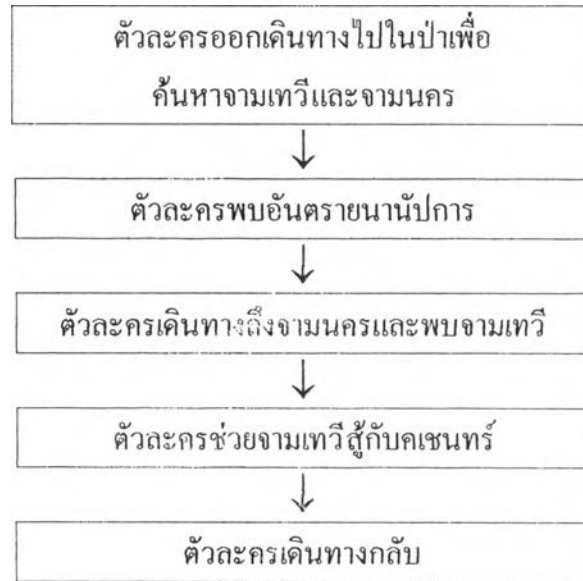 ตัวละครออกเดินทางไปในป่าเพื่อ
ค้นหาจามเทวีและจามนคร
ตัวละครพบอันตรายนานัปการ
ตัวละครเดินทางถึงจามนครและพบจามเทวี
ตัวละครช่วยจามเทวีสู้กับคเชนทร์
ตัวละครเดินทางกลับ